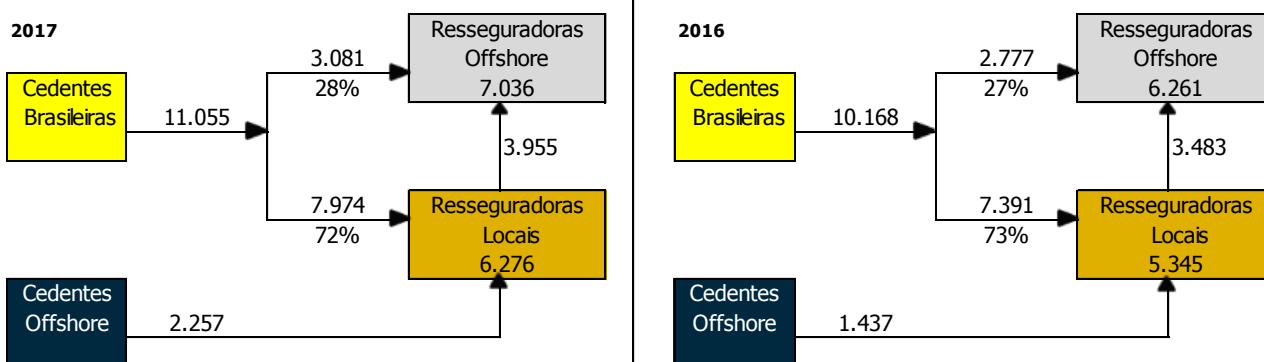 2017
Cedentes
Brasileiras
11.055
3.081
28%
Resseguradoras
Offshore
7.036
3.955
7.974
72%
Resseguradoras
Locais
6.276
Cedentes
Offshore
2.257
2016
Cedentes
Brasileiras
10.168
2.777
27%
Resseguradoras
Offshore
6.261
3.483
7.391
73%
Resseguradoras
Locais
5.345
Cedentes
Offshore
1.437